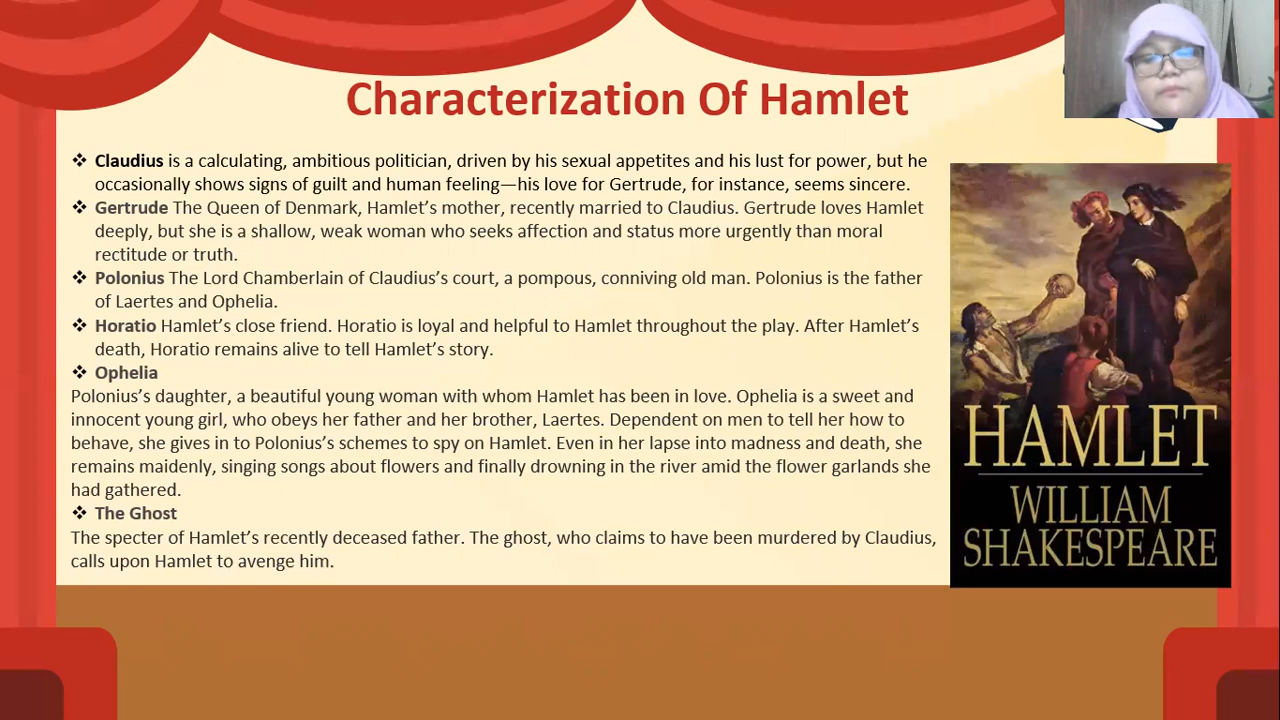 Characterization Of Hamlet
❖ Claudius is a calculating, ambitious politician, driven by his sexual appetites and his lust for power, but he
occasionally shows signs of guilt and human feeling—his love for Gertrude, for instance, seems sincere.
❖ Gertrude The Queen of Denmark, Hamlet’s mother, recently married to Claudius. Gertrude loves Hamlet
deeply, but she is a shallow, weak woman who seeks affection and status more urgently than moral
rectitude or truth.
❖ Polonius The Lord Chamberlain of Claudius’s court, a pompous, conniving old man. Polonius is the father
of Laertes and Ophelia.
❖ Horatio Hamlet’s close friend. Horatio is loyal and helpful to Hamlet throughout the play. After Hamlet’s
death, Horatio remains alive to tell Hamlet’s story.
❖ Ophelia
Polonius’s daughter, a beautiful young woman with whom Hamlet has been in love. Ophelia is a sweet and
innocent young girl, who obeys her father and her brother, Laertes. Dependent on men to tell her how to
behave, she gives in to Polonius’s schemes to spy on Hamlet. Even in her lapse into madness and death, she
remains maidenly, singing songs about flowers and finally drowning in the river amid the flower garlands she
had gathered.
❖ The Ghost
The specter of Hamlet’s recently deceased father. The ghost, who claims to have been murdered by Claudius,
calls upon Hamlet to avenge him.
HAMLET
WILLIAM
SHAKESPEARE